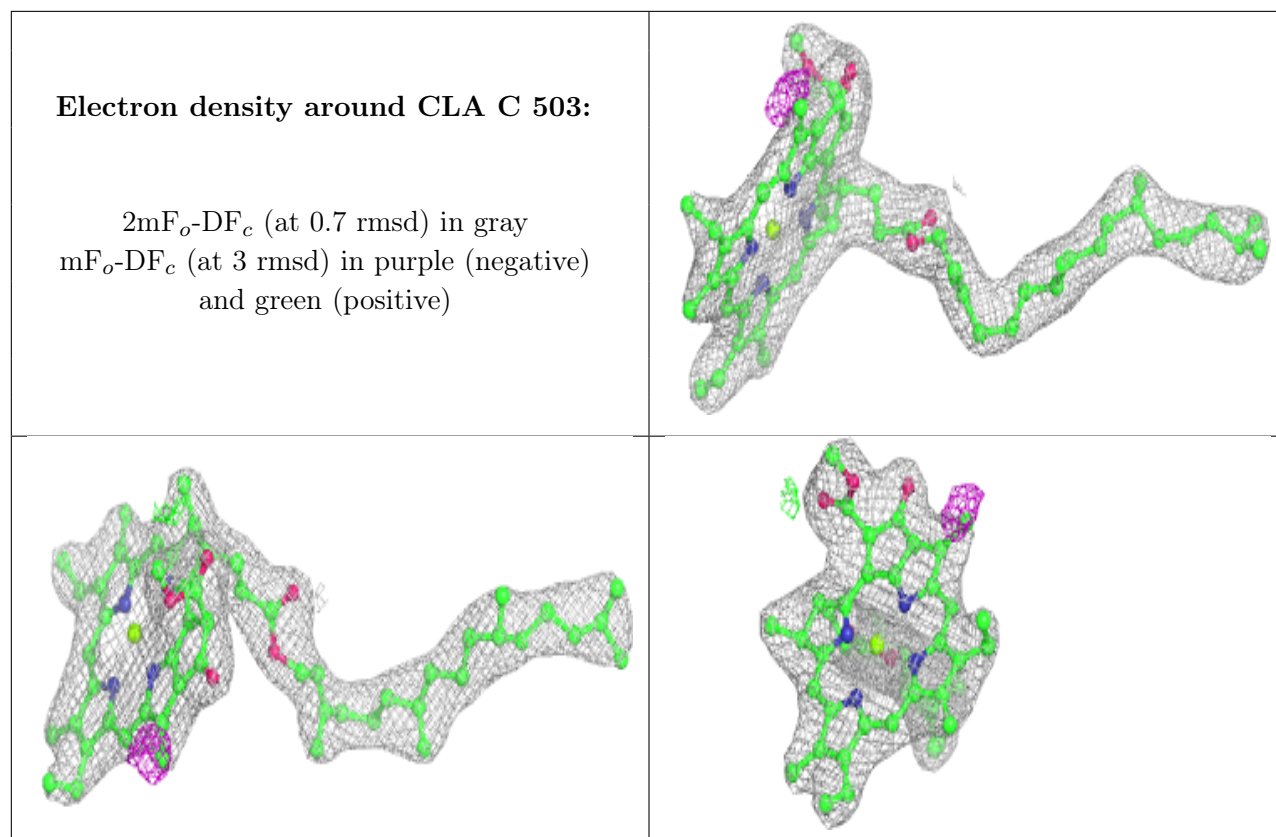 Electron density around CLA C 503:
2mFo-DFc (at 0.7 rmsd) in gray
mFo-DFc (at 3 rmsd) in purple (negative)
and green (positive)